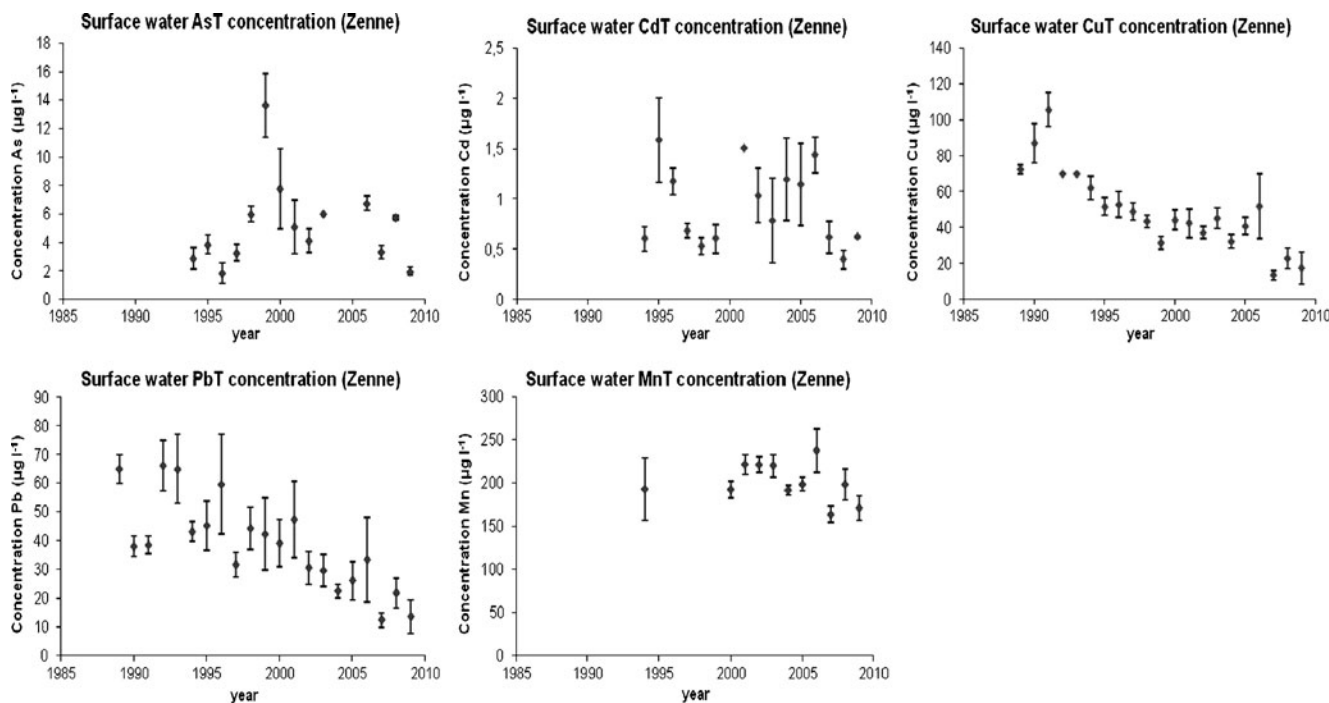 Surface water AsT concentration (Zenne)
Concentration As (µg l⁻¹)
18
16
14
12
10
8
6
4
2
0
1985 1990 1995 2000 2005 2010
year
Surface water CdT concentration (Zenne)
Concentration Cd (µg l⁻¹)
2,5
2
1,5
1
0,5
0
1985 1990 1995 2000 2005 2010
year
Surface water CuT concentration (Zenne)
Concentration Cu (µg l⁻¹)
140
120
100
80
60
40
20
0
1985 1990 1995 2000 2005 2010
year
Surface water PbT concentration (Zenne)
Concentration Pb (µg l⁻¹)
90
80
70
60
50
40
30
20
10
0
1985 1990 1995 2000 2005 2010
year
Surface water MnT concentration (Zenne)
Concentration Mn (µg l⁻¹)
300
250
200
150
100
50
0
1985 1990 1995 2000 2005 2010
year